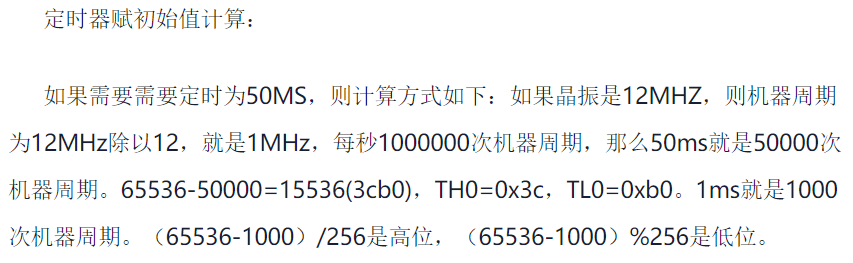 定时器赋初始值计算：
如果需要需要定时为50MS，则计算方式如下：如果晶振是12MHZ，则机器周期
为12MHz除以12，就是1MHz，每秒1000000次机器周期，那么50ms就是50000次
机器周期。65536-50000=15536(3cb0)，TH0=0x3c，TL0=0xb0。1ms就是1000
次机器周期。（65536-1000）/256是高位，（65536-1000）%256是低位。